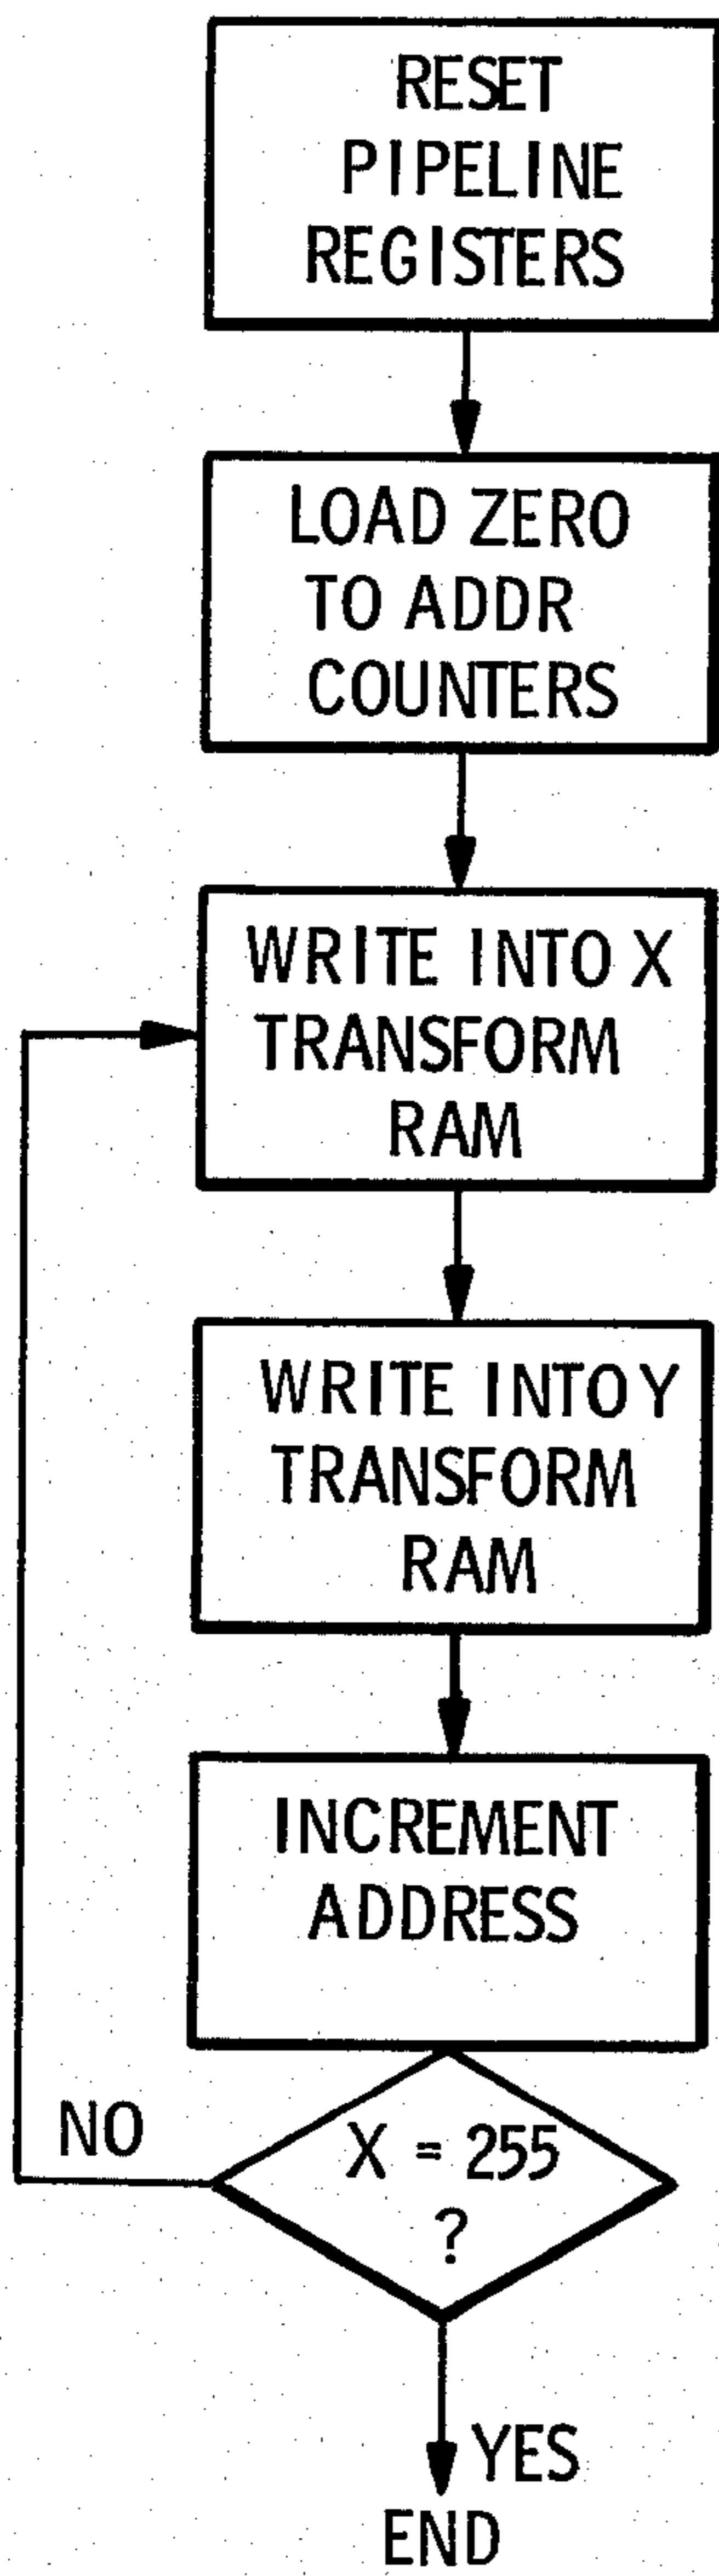 RESET
PIPELINE
REGISTERS
LOAD ZERO
TO ADDR
COUNTERS
WRITE INTO X
TRANSFORM
RAM
WRITE INTO Y
TRANSFORM
RAM
INCREMENT
ADDRESS
NO
X = 255
?
YES
END